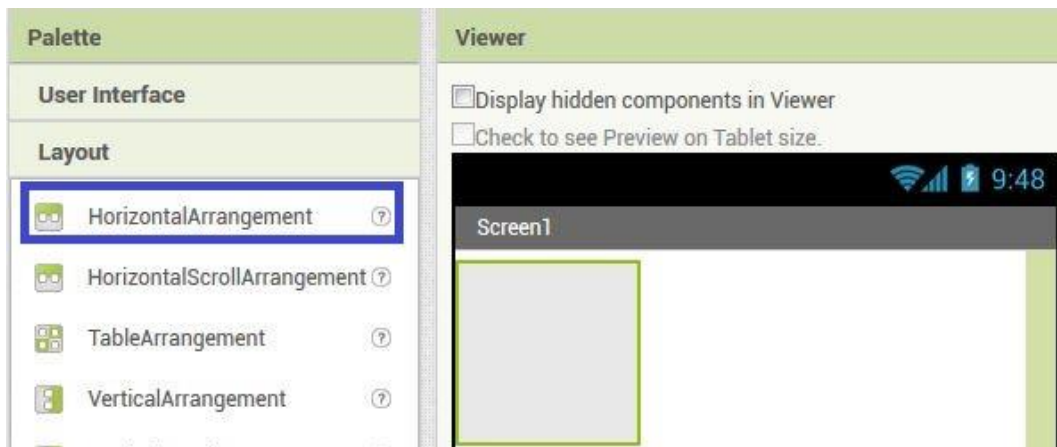 Palette
User Interface
Layout
HorizontalArrangement ?
HorizontalScrollArrangement ?
TableArrangement ?
VerticalArrangement ?
Viewer
Display hidden components in Viewer
Check to see Preview on Tablet size.
9:48
Screen1